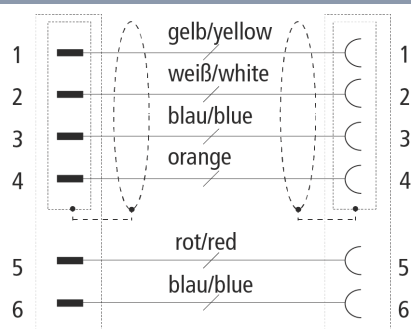 gelb/yellow
1 1
weiß/white
2 2
blau/blue
3 3
orange
4 4
rot/red
5 5
blau/blue
6 6